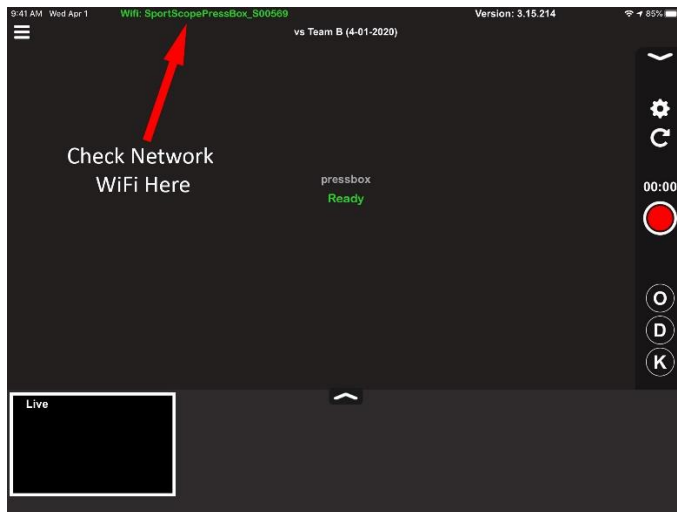 9:41 AM Wed Apr 1 Wifi: SportScopePressBox_S00569 Version: 3.15.214 85%
vs Team B (4-01-2020)
Check Network
WiFi Here
pressbox
Ready
00:00
O
D
K
Live